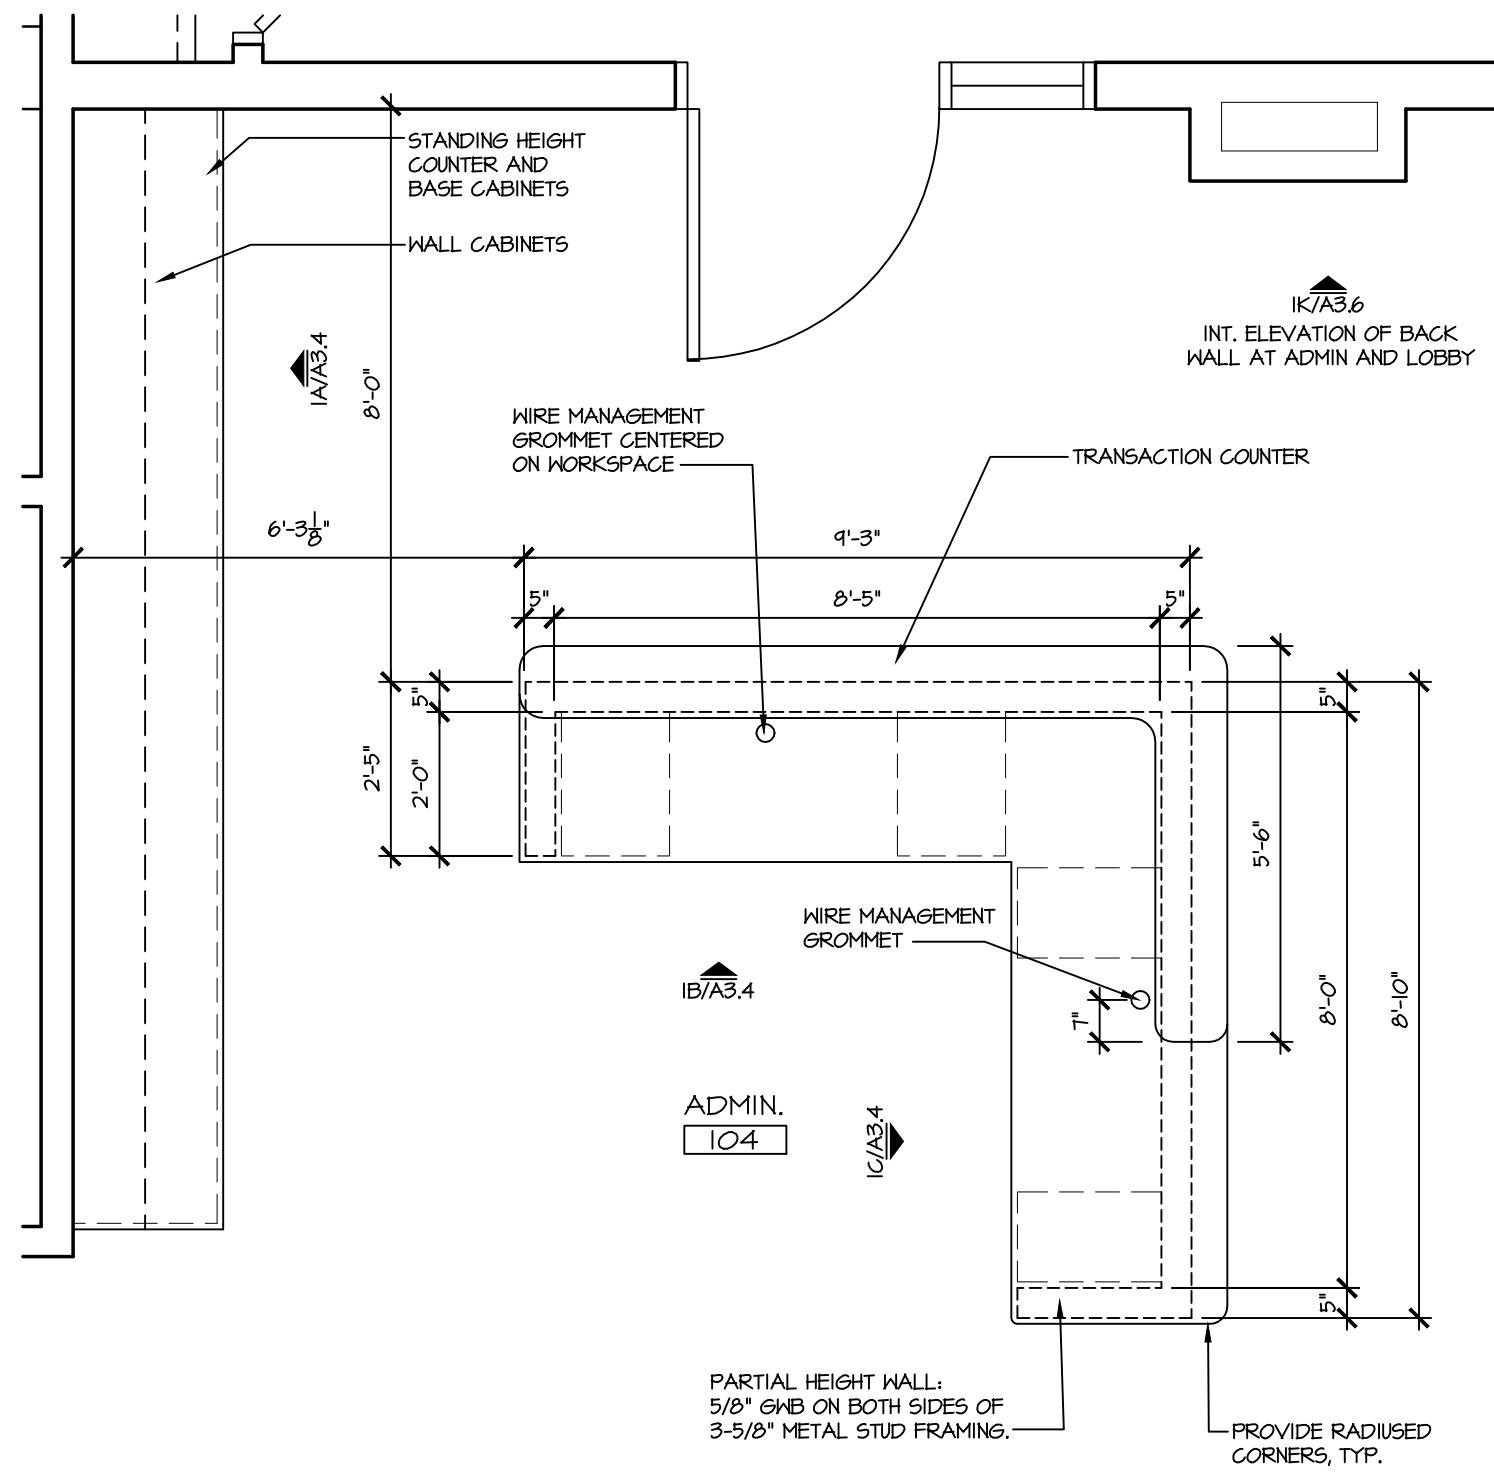 STANDING HEIGHT
COUNTER AND
BASE CABINETS
WALL CABINETS
1A/A3.4
8'-0"
1K/A3.6
INT. ELEVATION OF BACK
WALL AT ADMIN AND LOBBY
WIRE MANAGEMENT
GROMMET CENTERED
ON WORKSPACE
TRANSACTION COUNTER
6'-3 1/8"
9'-3"
5"
8'-5"
5"
5"
5"
2'-5"
2'-0"
5'-6"
WIRE MANAGEMENT
GROMMET
1B/A3.4
7"
8'-0"
8'-10"
ADMIN.
104
1C/A3.4
5"
PARTIAL HEIGHT WALL:
5/8" GWB ON BOTH SIDES OF
3-5/8" METAL STUD FRAMING.
PROVIDE RADIUSED
CORNERS, TYP.